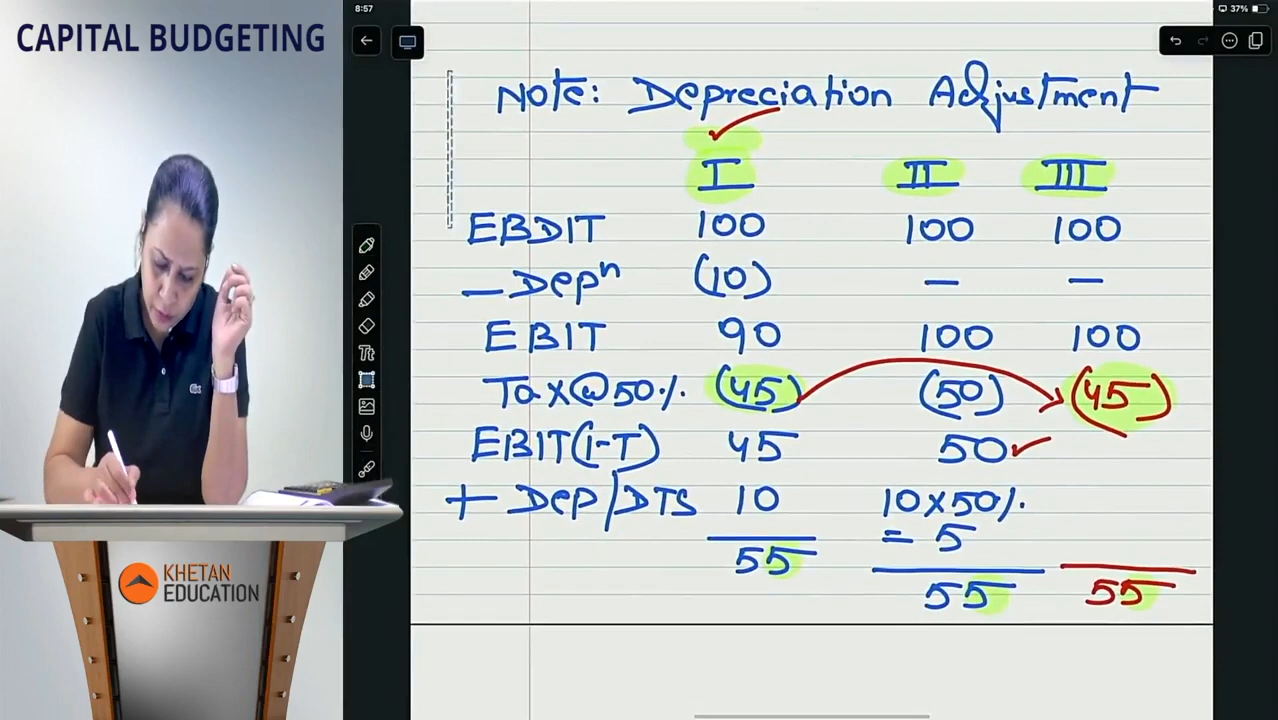 CAPITAL BUDGETING
8:57
37%
Note: Depreciation Adjustment
I II III
EBDIT 100 100 100
- Depⁿ (10) - -
EBIT 90 100 100
Tax@50%. (45) (50) (45)
EBIT(1-T) 45 50
+ Dep/DTS 10 10x50%.
= 5
55 55 55
Tt
KHETAN
EDUCATION